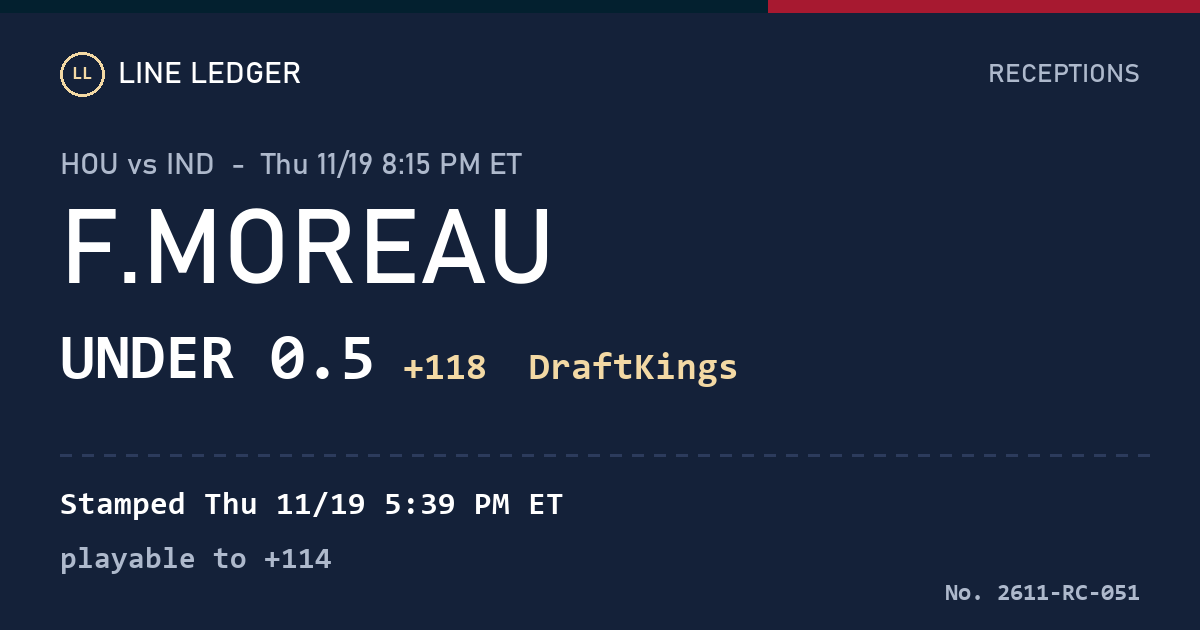 LL LINE LEDGER RECEPTIONS
HOU vs IND - Thu 11/19 8:15 PM ET
F.MOREAU
UNDER 0.5 +118 DraftKings
Stamped Thu 11/19 5:39 PM ET
playable to +114
No. 2611-RC-051